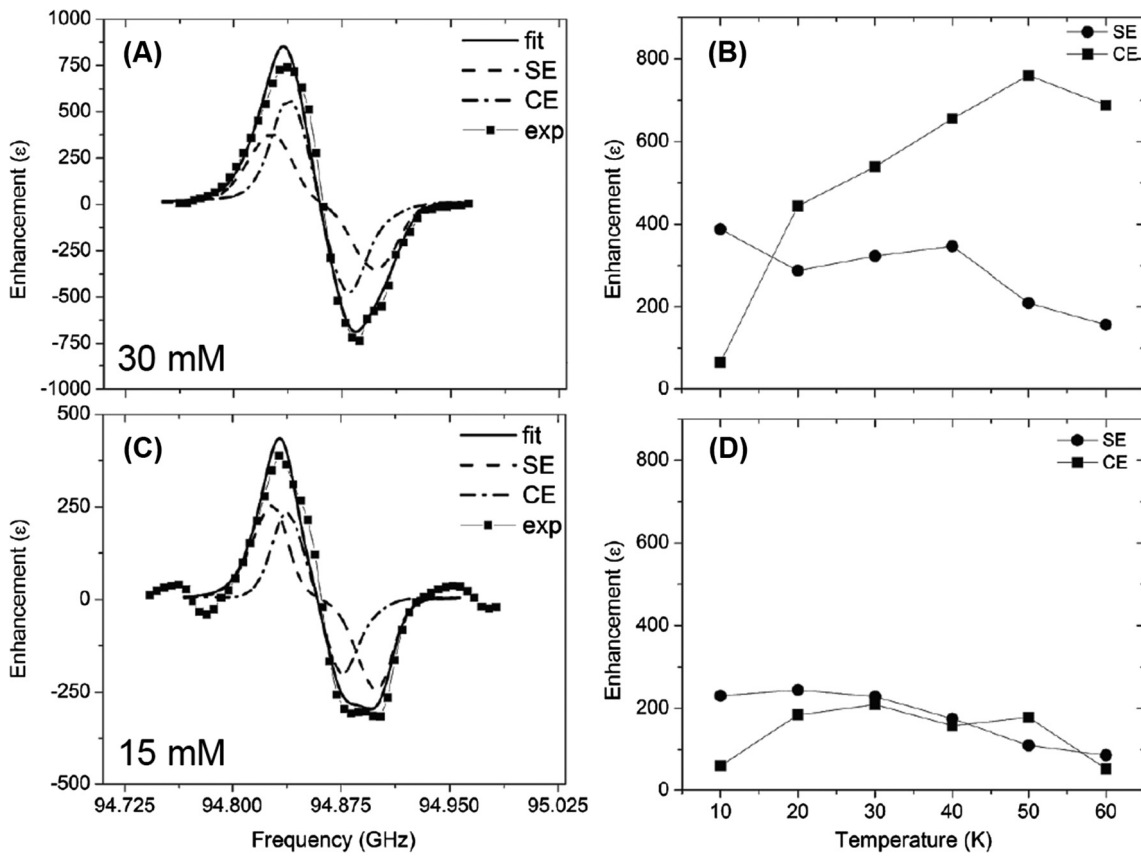 (A)
fit
SE
CE
exp
30 mM
Enhancement (ε)
1000
750
500
250
0
-250
-500
-750
-1000
(B)
SE
CE
Enhancement (ε)
800
600
400
200
0
(C)
fit
SE
CE
exp
15 mM
Enhancement (ε)
500
250
0
-250
-500
94.725 94.800 94.875 94.950 95.025
Frequency (GHz)
(D)
SE
CE
Enhancement (ε)
800
600
400
200
0
10 20 30 40 50 60
Temperature (K)